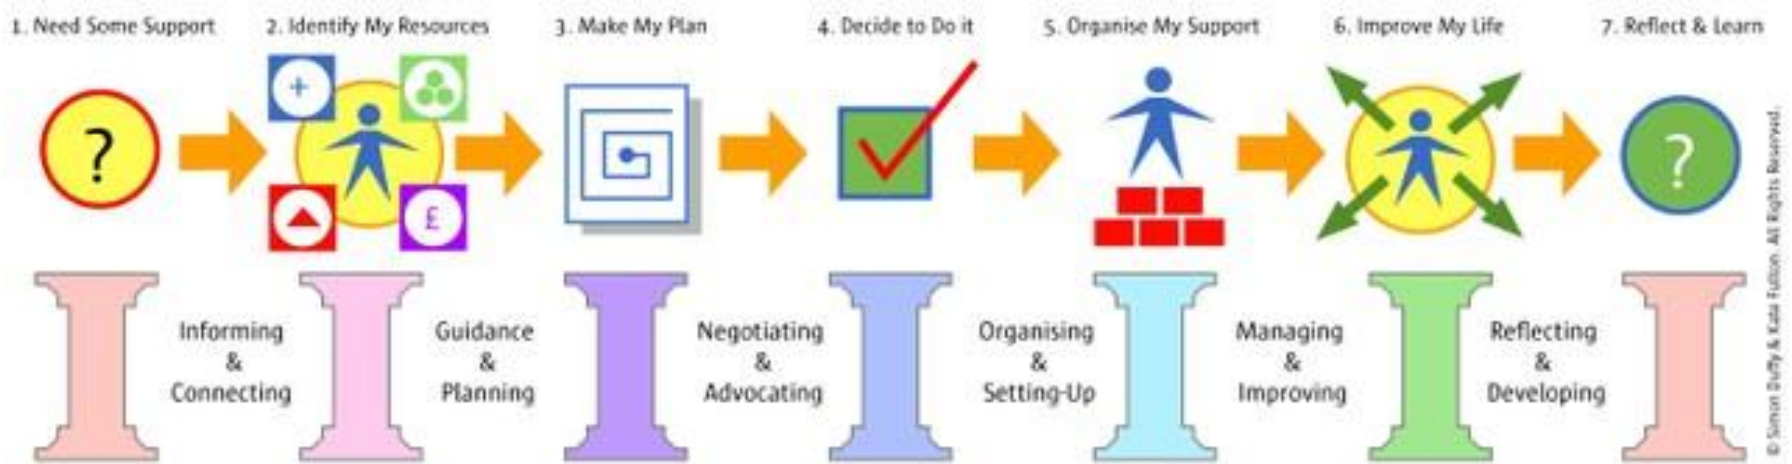 1. Need Some Support
2. Identify My Resources
3. Make My Plan
4. Decide to Do it
5. Organise My Support
6. Improve My Life
7. Reflect & Learn
?
+
£
?
Informing
&
Connecting
Guidance
&
Planning
Negotiating
&
Advocating
Organising
&
Setting-Up
Managing
&
Improving
Reflecting
&
Developing
© Simon Duffy & Kate Fulton. All Rights Reserved.